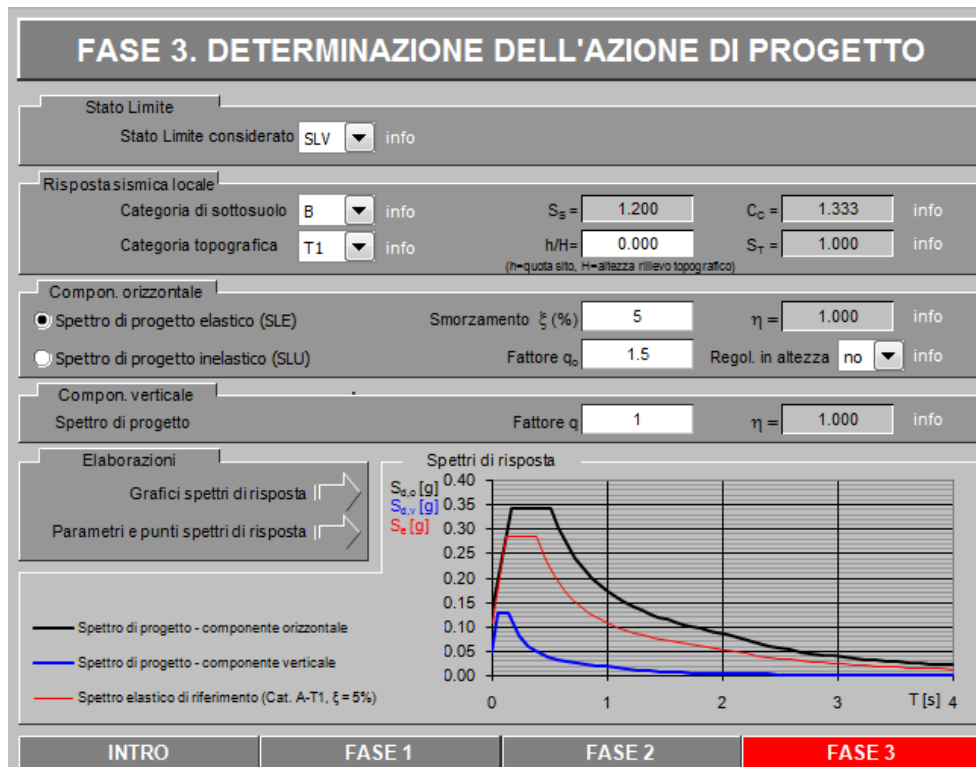 FASE 3. DETERMINAZIONE DELL'AZIONE DI PROGETTO
Stato Limite
Stato Limite considerato SLV info
Risposta sismica locale
Categoria di sottosuolo B info S_S = 1.200 C_C = 1.333 info
Categoria topografica T1 info h/H= 0.000 S_T = 1.000 info
(h=quota sito, H=altezza rilievo topografico)
Compon. orizzontale
Spettro di progetto elastico (SLE) Smorzamento ξ (%) 5 η = 1.000 info
Spettro di progetto inelastico (SLU) Fattore q_o 1.5 Regol. in altezza no info
Compon. verticale
Spettro di progetto Fattore q 1 η = 1.000 info
Elaborazioni
Grafici spettri di risposta
Parametri e punti spettri di risposta
Spettri di risposta
S_d,o [g]
S_d,v [g]
S_e [g]
0.40
0.35
0.30
0.25
0.20
0.15
0.10
0.05
0.00
0 1 2 3 T [s] 4
Spettro di progetto - componente orizzontale
Spettro di progetto - componente verticale
Spettro elastico di riferimento (Cat. A-T1, ξ = 5%)
INTRO FASE 1 FASE 2 FASE 3